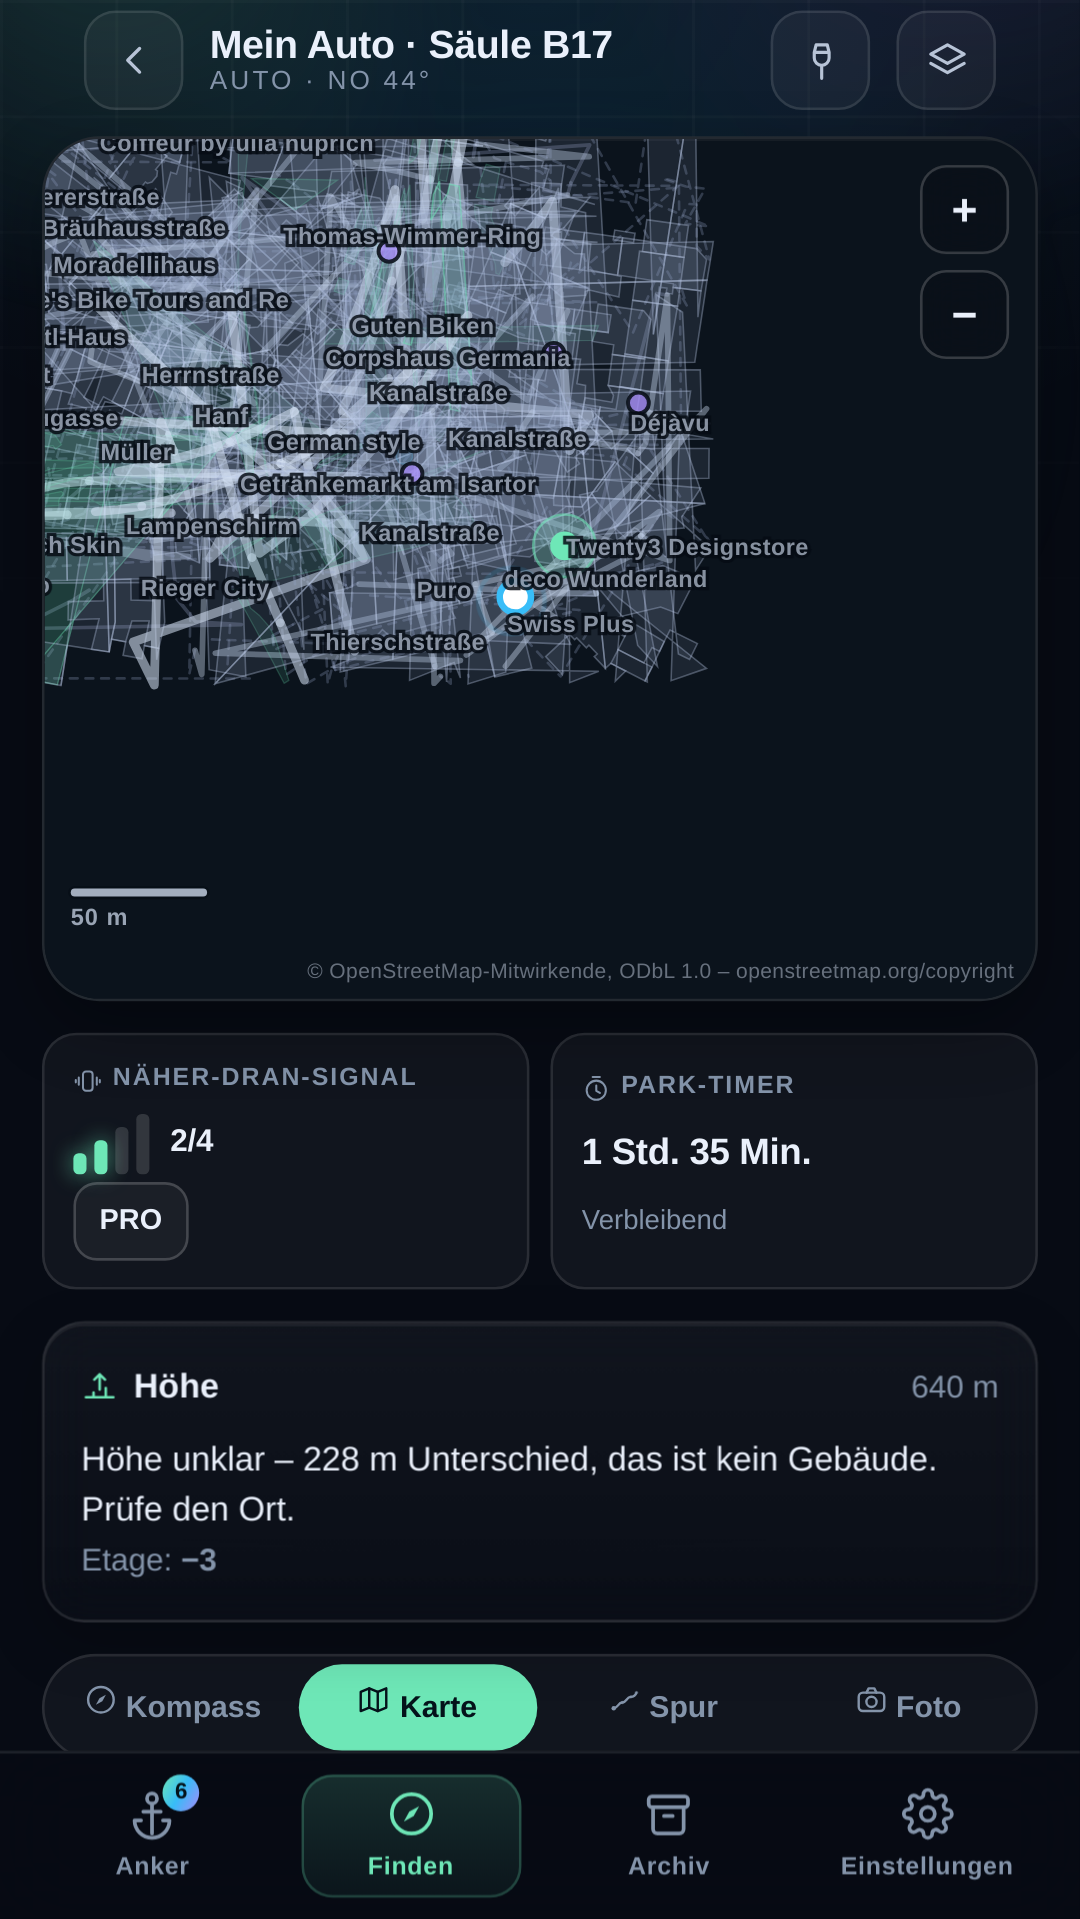 Mein Auto · Säule B17
AUTO · NO 44°
Coiffeur by ulia huprich
ererstraße
Bräuhausstraße
Thomas-Wimmer-Ring
Moradellihaus
e's Bike Tours and Re
tl-Haus
Guten Biken
Corpshaus Germania
t
Herrnstraße
Kanalstraße
ugasse
Hanf
Dejavu
Müller
German style
Kanalstraße
Getränkemarkt am Isartor
Lampenschirm
Kanalstraße
ch Skin
Twenty3 Designstore
Rieger City
Puro
deco Wunderland
Swiss Plus
Thierschstraße
+
−
50 m
© OpenStreetMap-Mitwirkende, ODbL 1.0 – openstreetmap.org/copyright
NÄHER-DRAN-SIGNAL
2/4
PRO
PARK-TIMER
1 Std. 35 Min.
Verbleibend
Höhe
640 m
Höhe unklar – 228 m Unterschied, das ist kein Gebäude.
Prüfe den Ort.
Etage: −3
Kompass
Karte
Spur
Foto
6
Anker
Finden
Archiv
Einstellungen